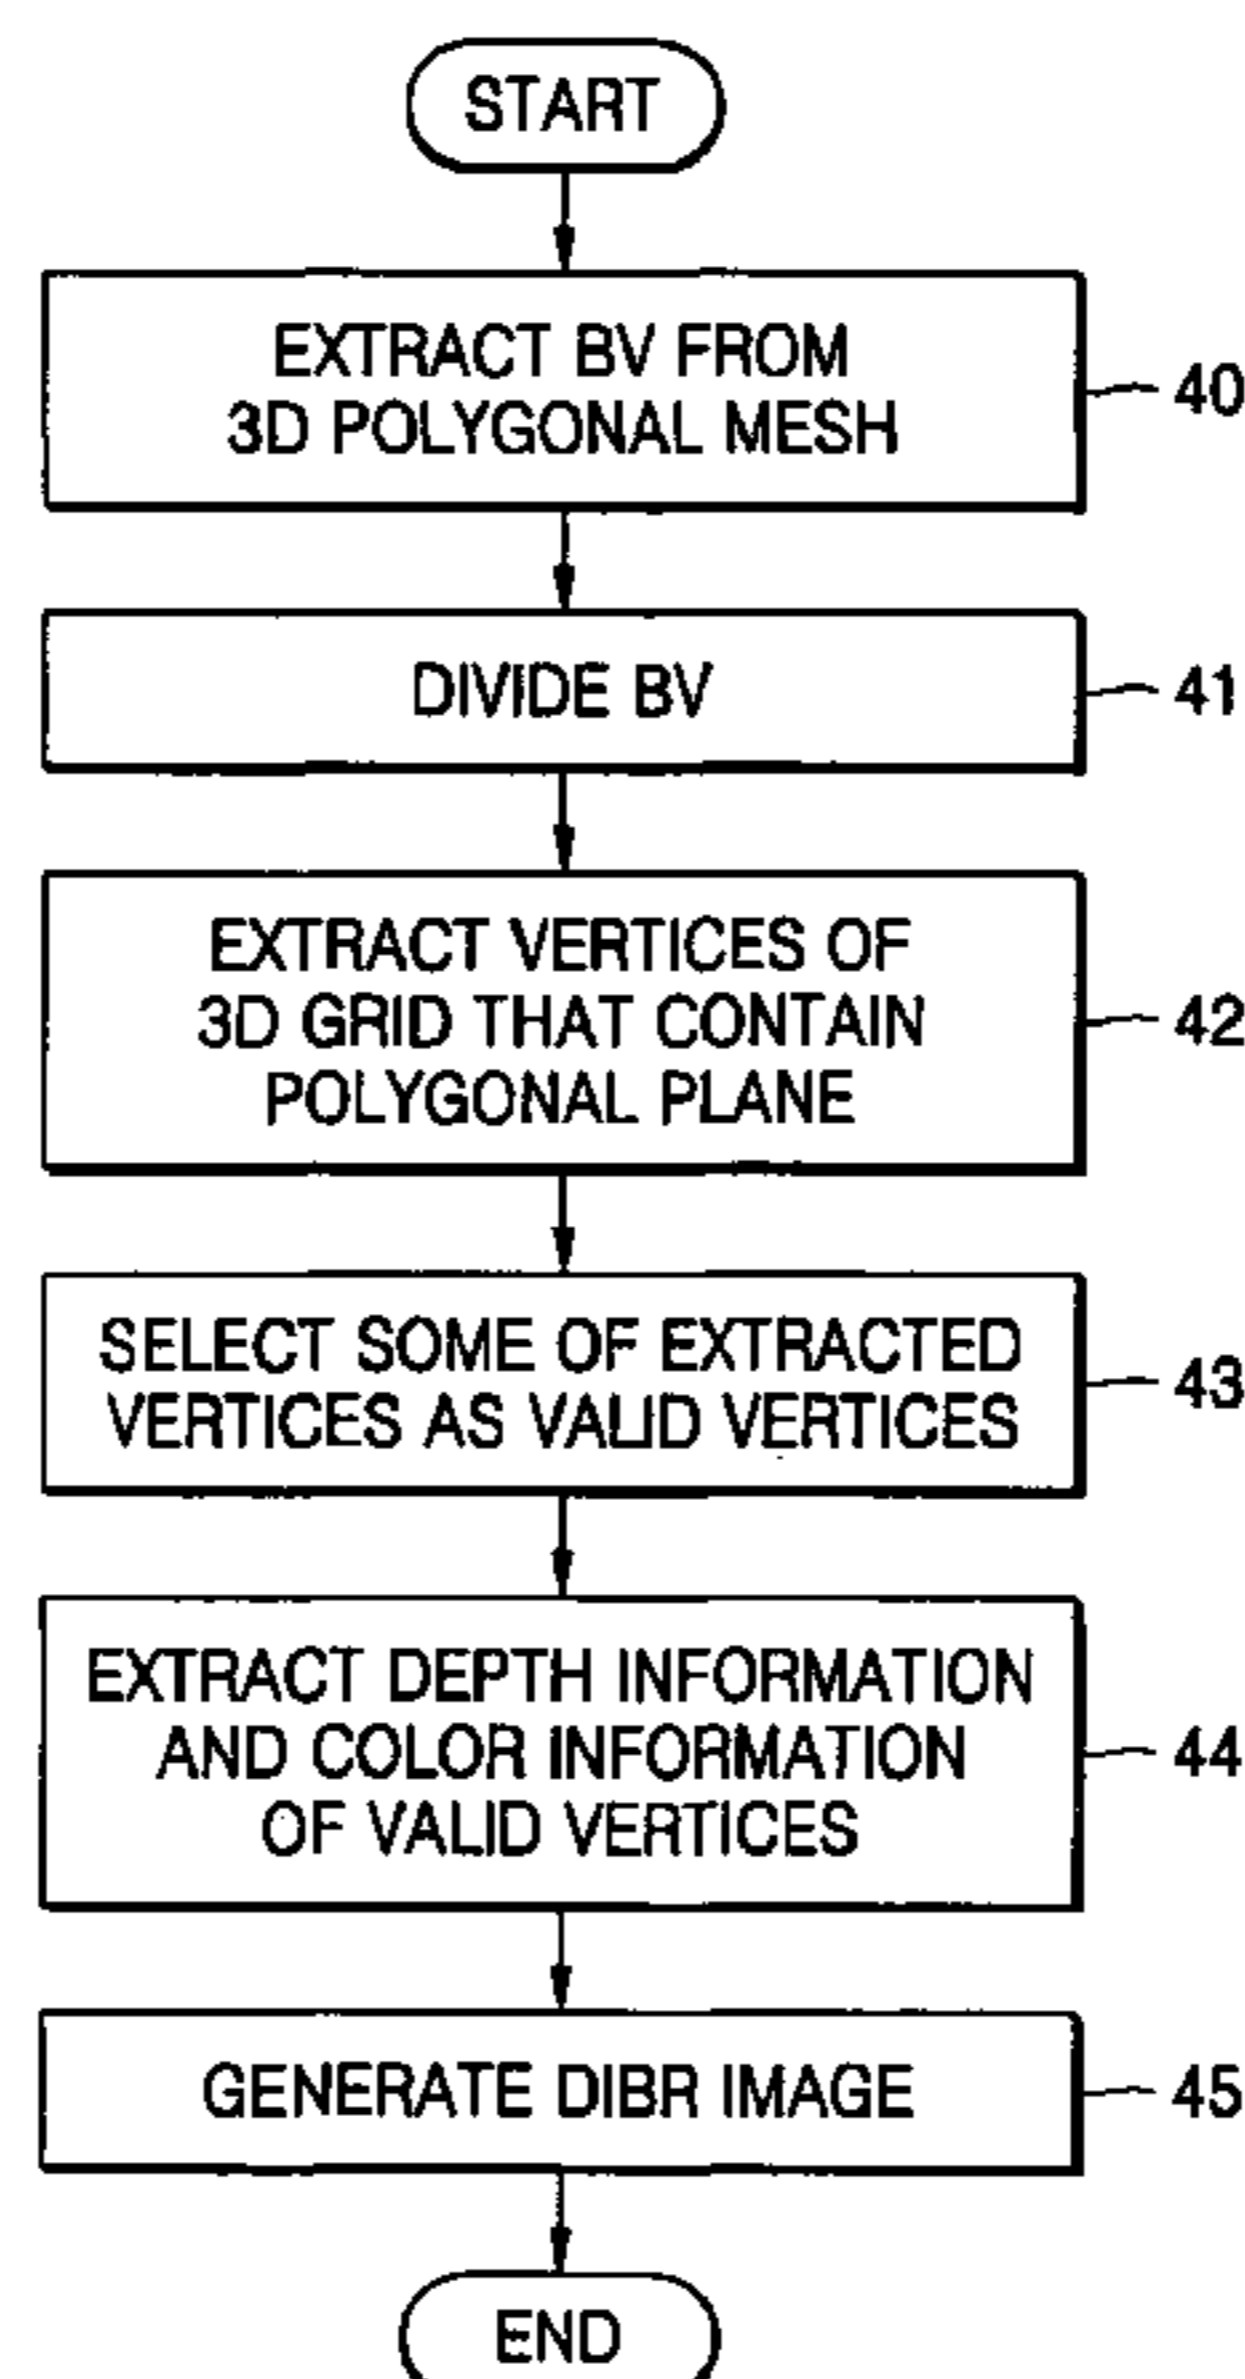 START
EXTRACT BV FROM
3D POLYGONAL MESH
40
DIVIDE BV
41
EXTRACT VERTICES OF
3D GRID THAT CONTAIN
POLYGONAL PLANE
42
SELECT SOME OF EXTRACTED
VERTICES AS VALID VERTICES
43
EXTRACT DEPTH INFORMATION
AND COLOR INFORMATION
OF VALID VERTICES
44
GENERATE DIBR IMAGE
45
END